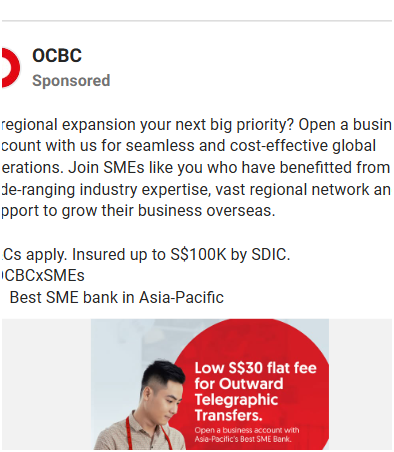 OCBC
Sponsored
regional expansion your next big priority? Open a busin
count with us for seamless and cost-effective global
erations. Join SMEs like you who have benefitted from
de-ranging industry expertise, vast regional network an
pport to grow their business overseas.
Cs apply. Insured up to S$100K by SDIC.
CBCxSMEs
Best SME bank in Asia-Pacific
Low S$30 flat fee
for Outward
Telegraphic
Transfers.
Open a business account with
Asia-Pacific's Best SME Bank.